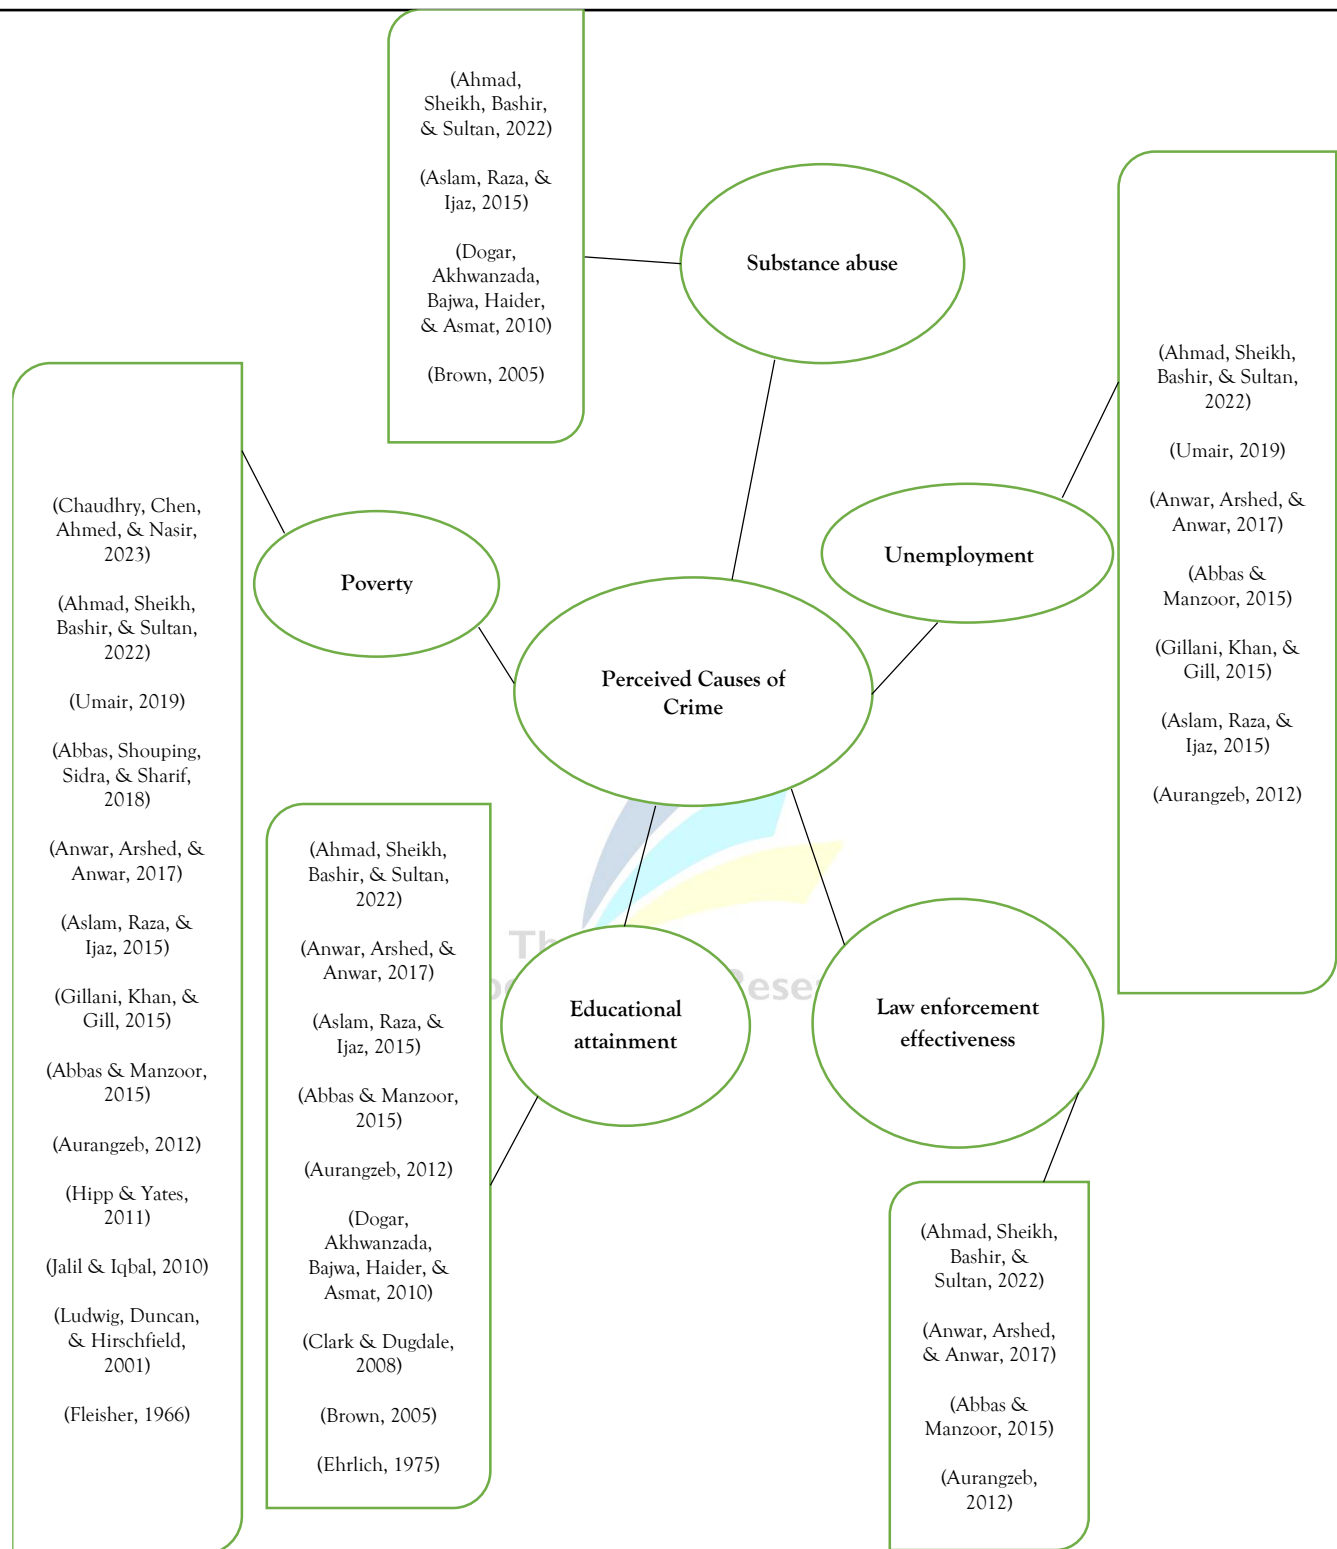 (Ahmad,
Sheikh, Bashir,
& Sultan, 2022)
(Aslam, Raza, &
Ijaz, 2015)
(Dogar,
Akhwanzada,
Bajwa, Haider,
& Asmat, 2010)
(Brown, 2005)
Substance abuse
(Ahmad, Sheikh,
Bashir, & Sultan,
2022)
(Umair, 2019)
(Anwar, Arshed, &
Anwar, 2017)
(Abbas &
Manzoor, 2015)
(Gillani, Khan, &
Gill, 2015)
(Aslam, Raza, &
Ijaz, 2015)
(Aurangzeb, 2012)
Unemployment
Poverty
(Chaudhry, Chen,
Ahmed, & Nasir,
2023)
(Ahmad, Sheikh,
Bashir, & Sultan,
2022)
(Umair, 2019)
(Abbas, Shouping,
Sidra, & Sharif,
2018)
(Anwar, Arshed, &
Anwar, 2017)
(Aslam, Raza, &
Ijaz, 2015)
(Gillani, Khan, &
Gill, 2015)
(Abbas & Manzoor,
2015)
(Aurangzeb, 2012)
(Hipp & Yates,
2011)
(Jalil & Iqbal, 2010)
(Ludwig, Duncan,
& Hirschfield,
2001)
(Fleisher, 1966)
Perceived Causes of
Crime
(Ahmad, Sheikh,
Bashir, & Sultan,
2022)
(Anwar, Arshed, &
Anwar, 2017)
(Aslam, Raza, &
Ijaz, 2015)
(Abbas & Manzoor,
2015)
(Aurangzeb, 2012)
(Dogar,
Akhwanzada,
Bajwa, Haider, &
Asmat, 2010)
(Clark & Dugdale,
2008)
(Brown, 2005)
(Ehrlich, 1975)
Educational
attainment
Law enforcement
effectiveness
(Ahmad, Sheikh,
Bashir, &
Sultan, 2022)
(Anwar, Arshed,
& Anwar, 2017)
(Abbas &
Manzoor, 2015)
(Aurangzeb,
2012)